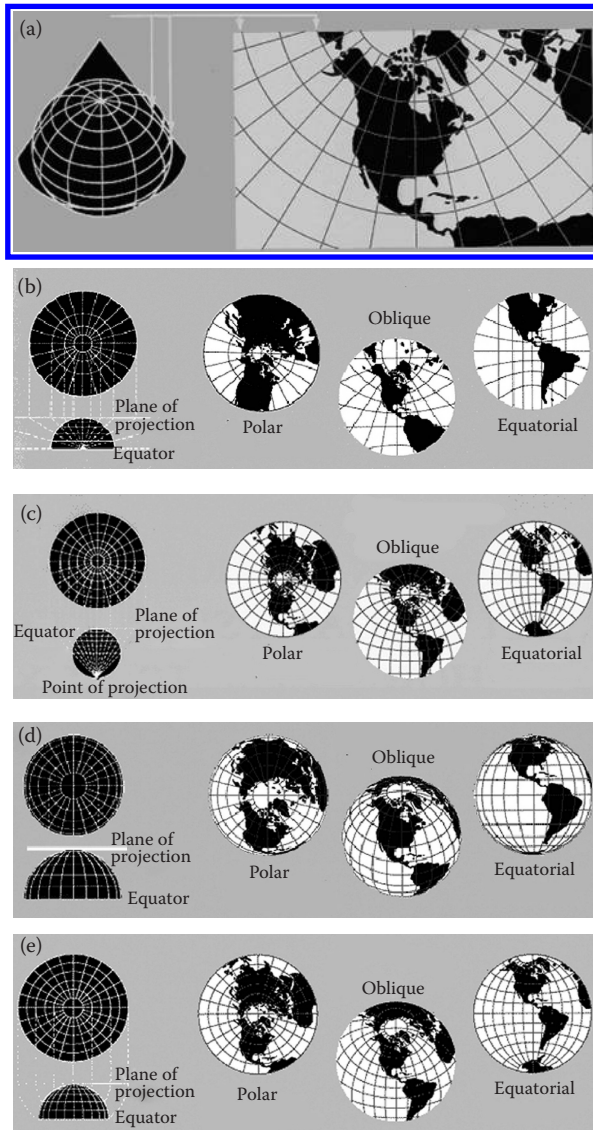 (a)
(b)
Oblique
Plane of
projection
Equator
Polar
Equatorial
(c)
Oblique
Equator
Plane of
projection
Point of projection
Polar
Equatorial
(d)
Oblique
Plane of
projection
Equator
Polar
Equatorial
(e)
Oblique
Plane of
projection
Equator
Polar
Equatorial